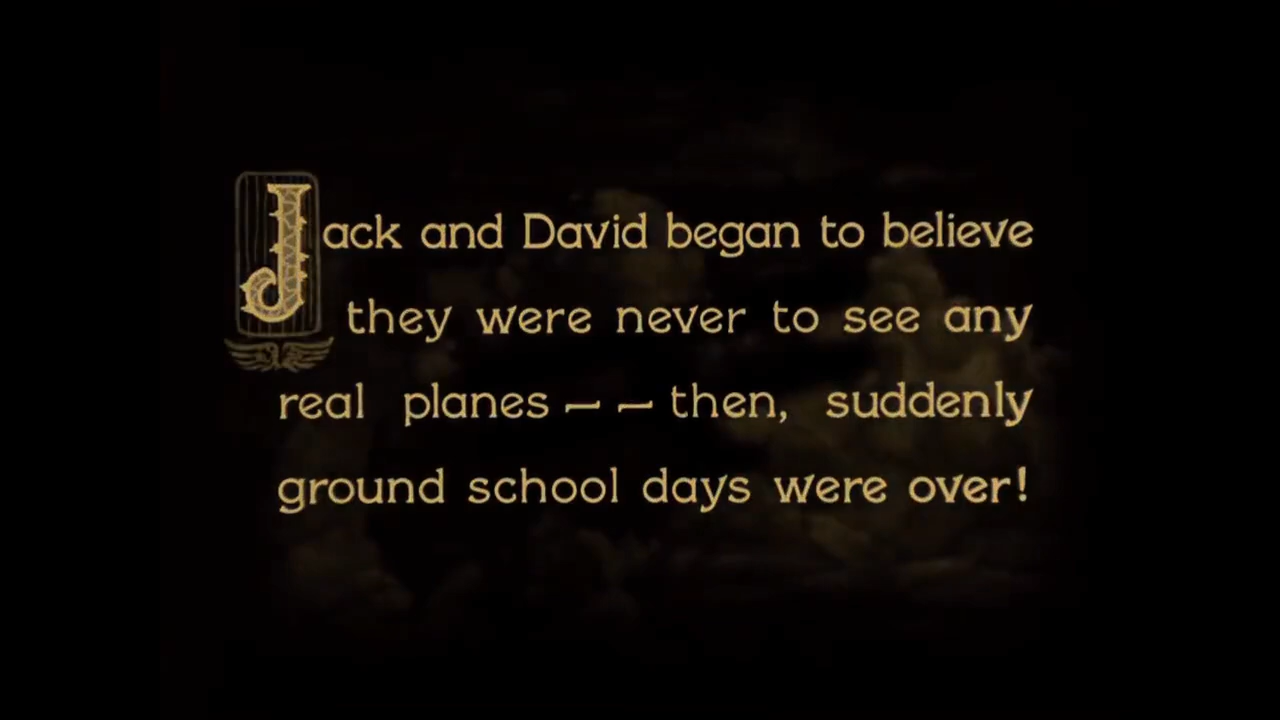 Jack and David began to believe
they were never to see any
real planes — — then, suddenly
ground school days were over!